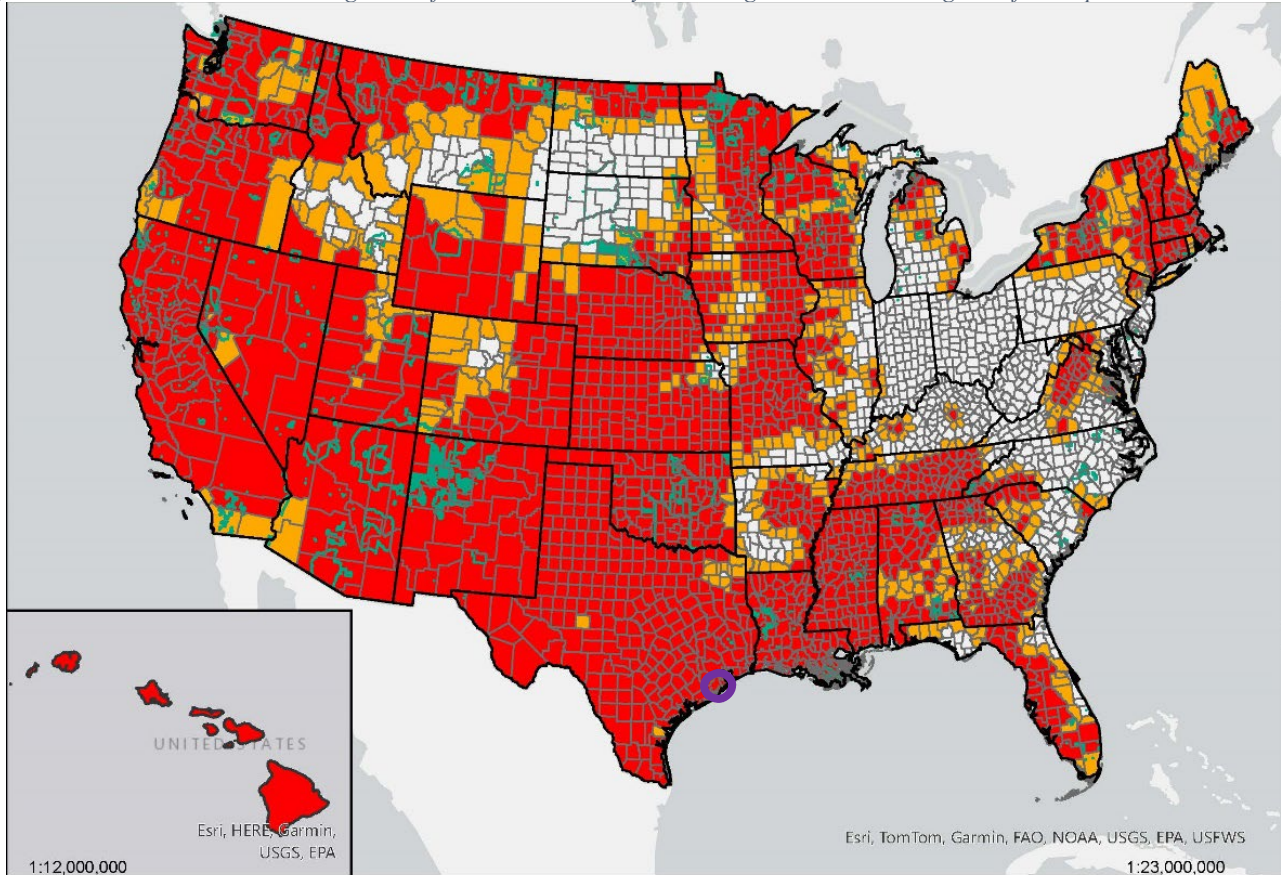 UNITED STATES
Esri, HERE, Garmin,
USGS, EPA
1:12,000,000
Esri, TomTom, Garmin, FAO, NOAA, USGS, EPA, USFWS
1:23,000,000